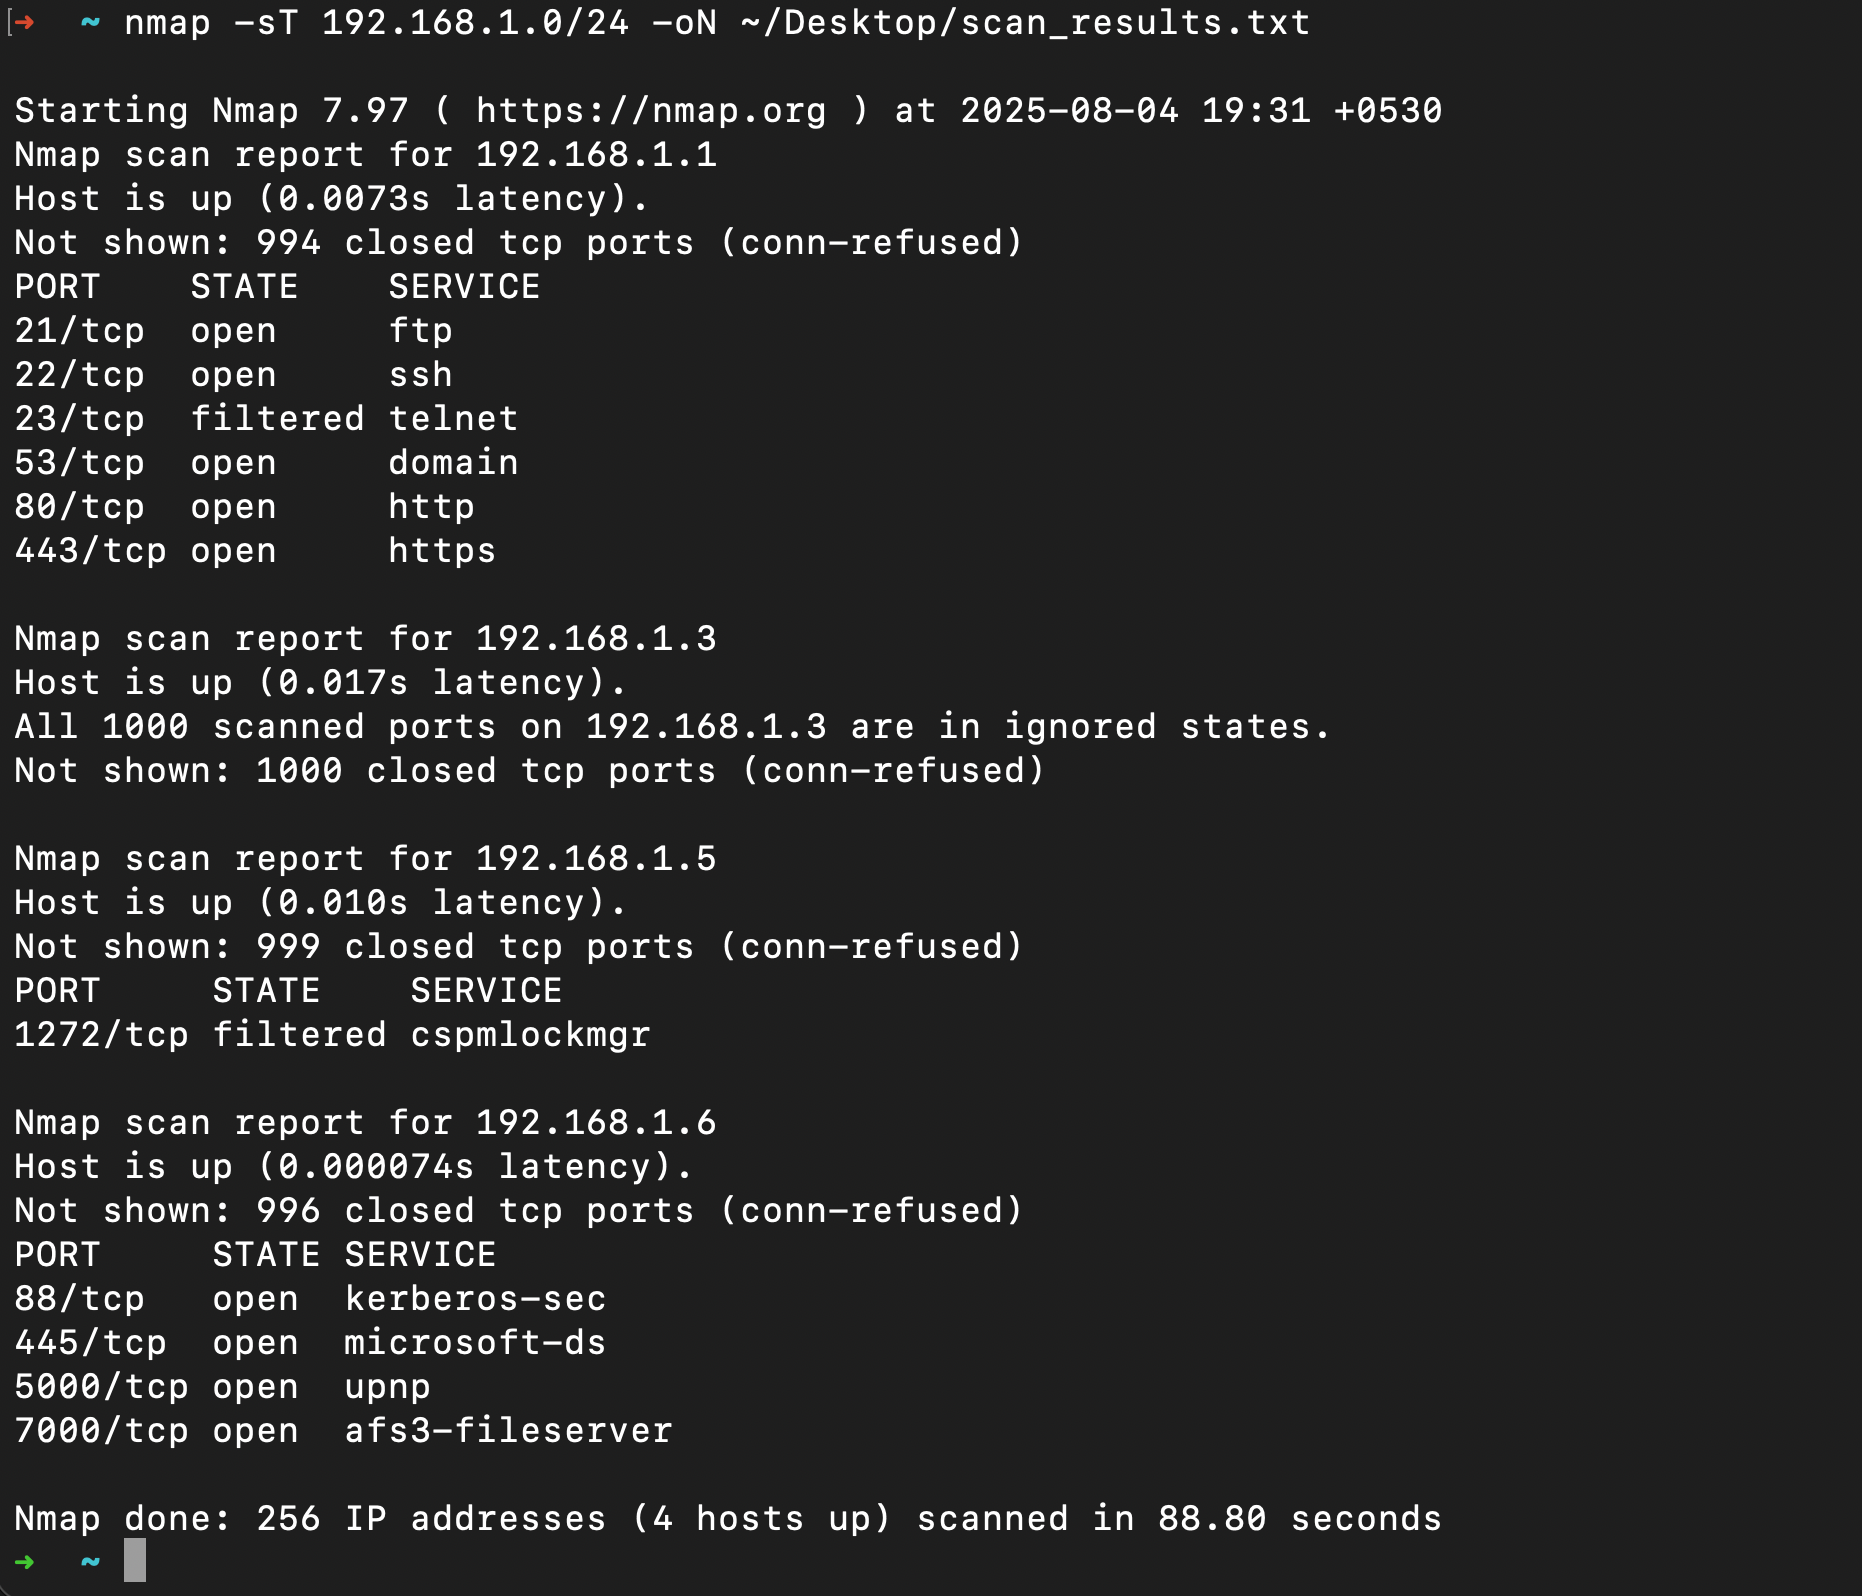 [➜  ~ nmap -sT 192.168.1.0/24 -oN ~/Desktop/scan_results.txt
Starting Nmap 7.97 ( https://nmap.org ) at 2025-08-04 19:31 +0530
Nmap scan report for 192.168.1.1
Host is up (0.0073s latency).
Not shown: 994 closed tcp ports (conn-refused)
PORT    STATE    SERVICE
21/tcp  open     ftp
22/tcp  open     ssh
23/tcp  filtered telnet
53/tcp  open     domain
80/tcp  open     http
443/tcp open     https
Nmap scan report for 192.168.1.3
Host is up (0.017s latency).
All 1000 scanned ports on 192.168.1.3 are in ignored states.
Not shown: 1000 closed tcp ports (conn-refused)
Nmap scan report for 192.168.1.5
Host is up (0.010s latency).
Not shown: 999 closed tcp ports (conn-refused)
PORT     STATE    SERVICE
1272/tcp filtered cspmlockmgr
Nmap scan report for 192.168.1.6
Host is up (0.000074s latency).
Not shown: 996 closed tcp ports (conn-refused)
PORT     STATE SERVICE
88/tcp   open  kerberos-sec
445/tcp  open  microsoft-ds
5000/tcp open  upnp
7000/tcp open  afs3-fileserver
Nmap done: 256 IP addresses (4 hosts up) scanned in 88.80 seconds
➜  ~